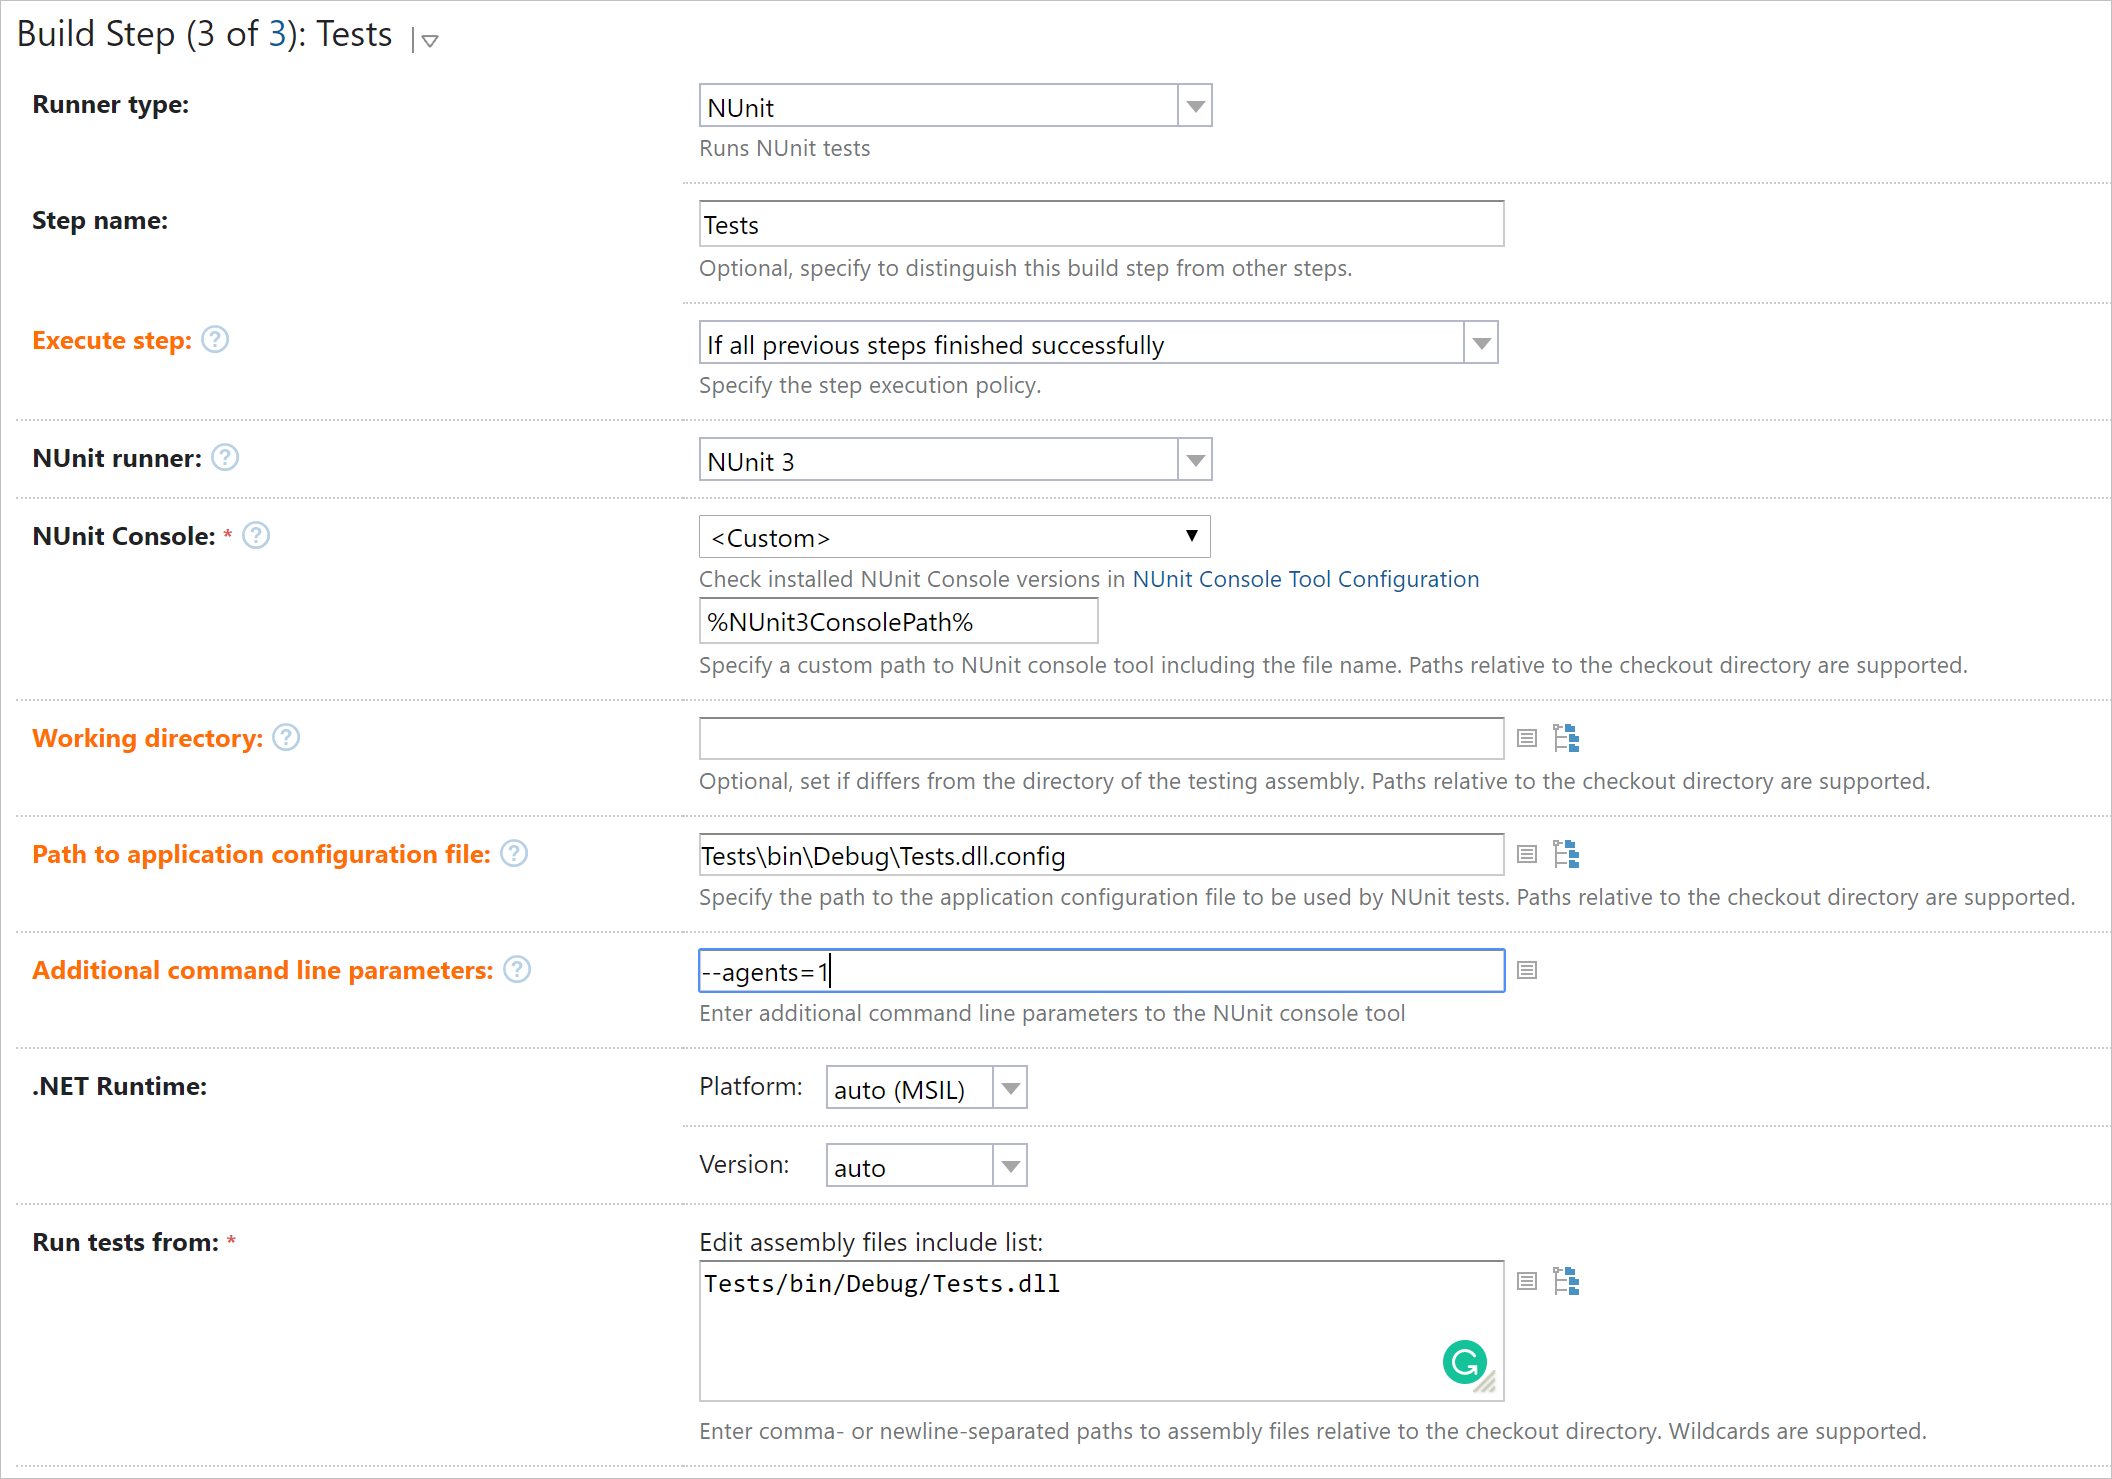 Build Step (3 of 3): Tests
Runner type:
NUnit
Runs NUnit tests
Step name:
Tests
Optional, specify to distinguish this build step from other steps.
Execute step:
If all previous steps finished successfully
Specify the step execution policy.
NUnit runner:
NUnit 3
NUnit Console: *
<Custom>
Check installed NUnit Console versions in NUnit Console Tool Configuration
%NUnit3ConsolePath%
Specify a custom path to NUnit console tool including the file name. Paths relative to the checkout directory are supported.
Working directory:
Optional, set if differs from the directory of the testing assembly. Paths relative to the checkout directory are supported.
Path to application configuration file:
Tests\bin\Debug\Tests.dll.config
Specify the path to the application configuration file to be used by NUnit tests. Paths relative to the checkout directory are supported.
Additional command line parameters:
--agents=1
Enter additional command line parameters to the NUnit console tool
.NET Runtime:
Platform: auto (MSIL)
Version: auto
Run tests from: *
Edit assembly files include list:
Tests/bin/Debug/Tests.dll
Enter comma- or newline-separated paths to assembly files relative to the checkout directory. Wildcards are supported.